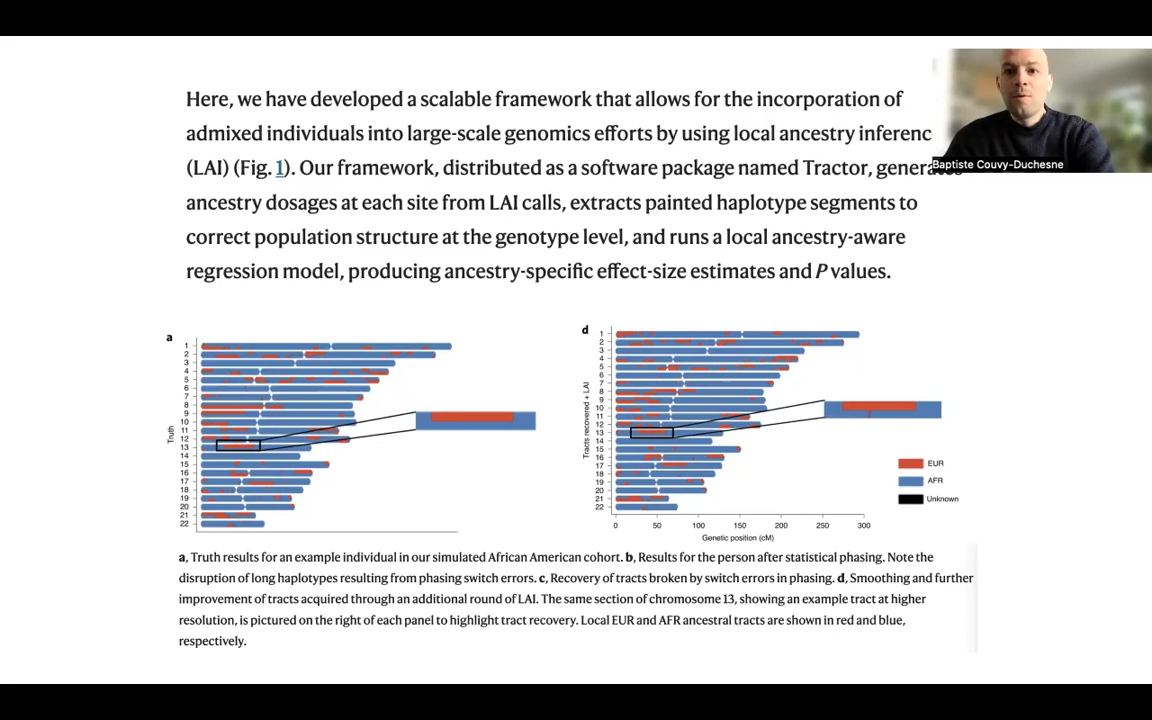 Here, we have developed a scalable framework that allows for the incorporation of
admixed individuals into large-scale genomics efforts by using local ancestry inferenc
(LAI) (Fig. 1). Our framework, distributed as a software package named Tractor, generates
Baptiste Couvy-Duchesne
ancestry dosages at each site from LAI calls, extracts painted haplotype segments to
correct population structure at the genotype level, and runs a local ancestry-aware
regression model, producing ancestry-specific effect-size estimates and P values.
a
Truth
1
2
3
4
5
6
7
8
9
10
11
12
13
14
15
16
17
18
19
20
21
22
d
Tracts recovered + LAI
1
2
3
4
5
6
7
8
9
10
11
12
13
14
15
16
17
18
19
20
21
22
0 50 100 150 200 250 300
Genetic position (cM)
EUR
AFR
Unknown
a, Truth results for an example individual in our simulated African American cohort. b, Results for the person after statistical phasing. Note the
disruption of long haplotypes resulting from phasing switch errors. c, Recovery of tracts broken by switch errors in phasing. d, Smoothing and further
improvement of tracts acquired through an additional round of LAI. The same section of chromosome 13, showing an example tract at higher
resolution, is pictured on the right of each panel to highlight tract recovery. Local EUR and AFR ancestral tracts are shown in red and blue,
respectively.